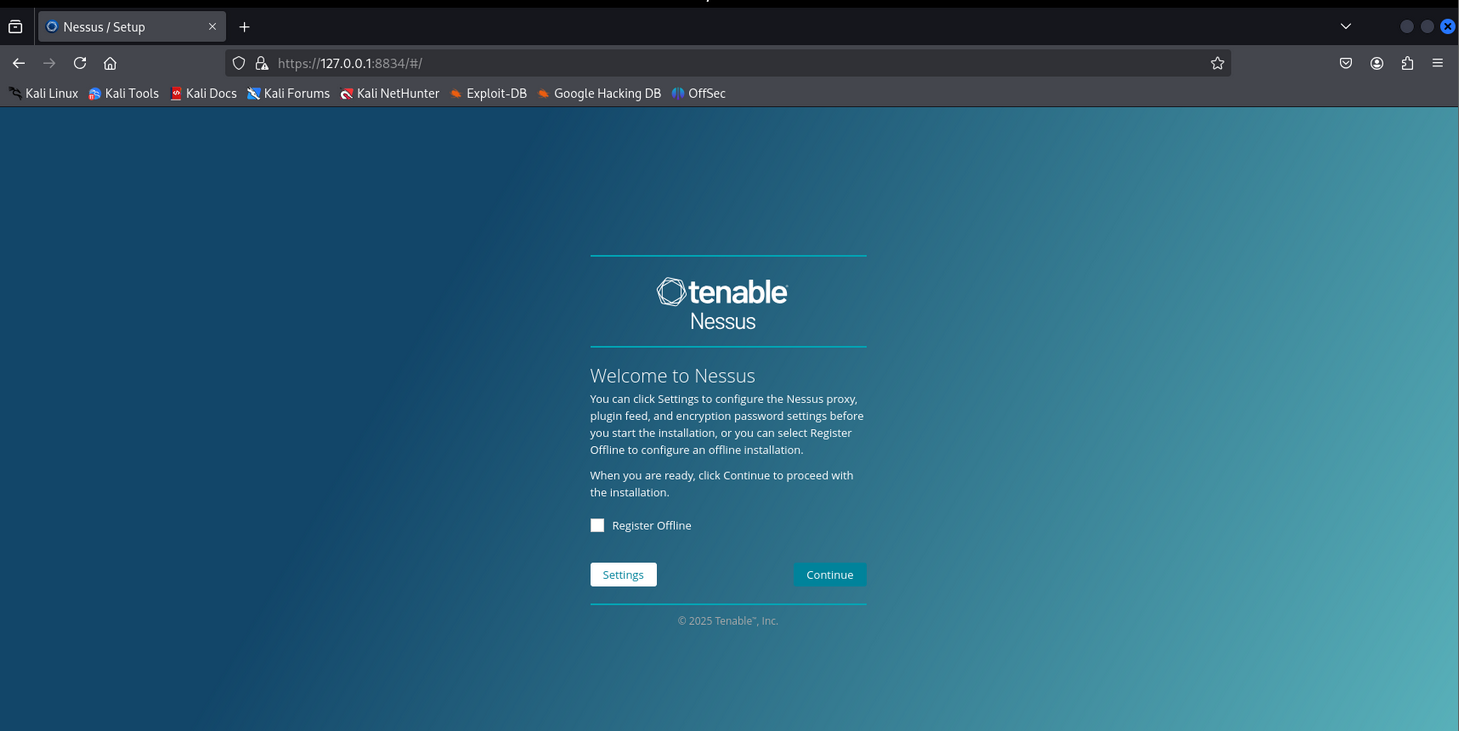 Nessus / Setup
https://127.0.0.1:8834/#/
Kali Linux Kali Tools Kali Docs Kali Forums Kali NetHunter Exploit-DB Google Hacking DB OffSec
tenable
Nessus
Welcome to Nessus
You can click Settings to configure the Nessus proxy,
plugin feed, and encryption password settings before
you start the installation, or you can select Register
Offline to configure an offline installation.
When you are ready, click Continue to proceed with
the installation.
Register Offline
Settings Continue
© 2025 Tenable™, Inc.